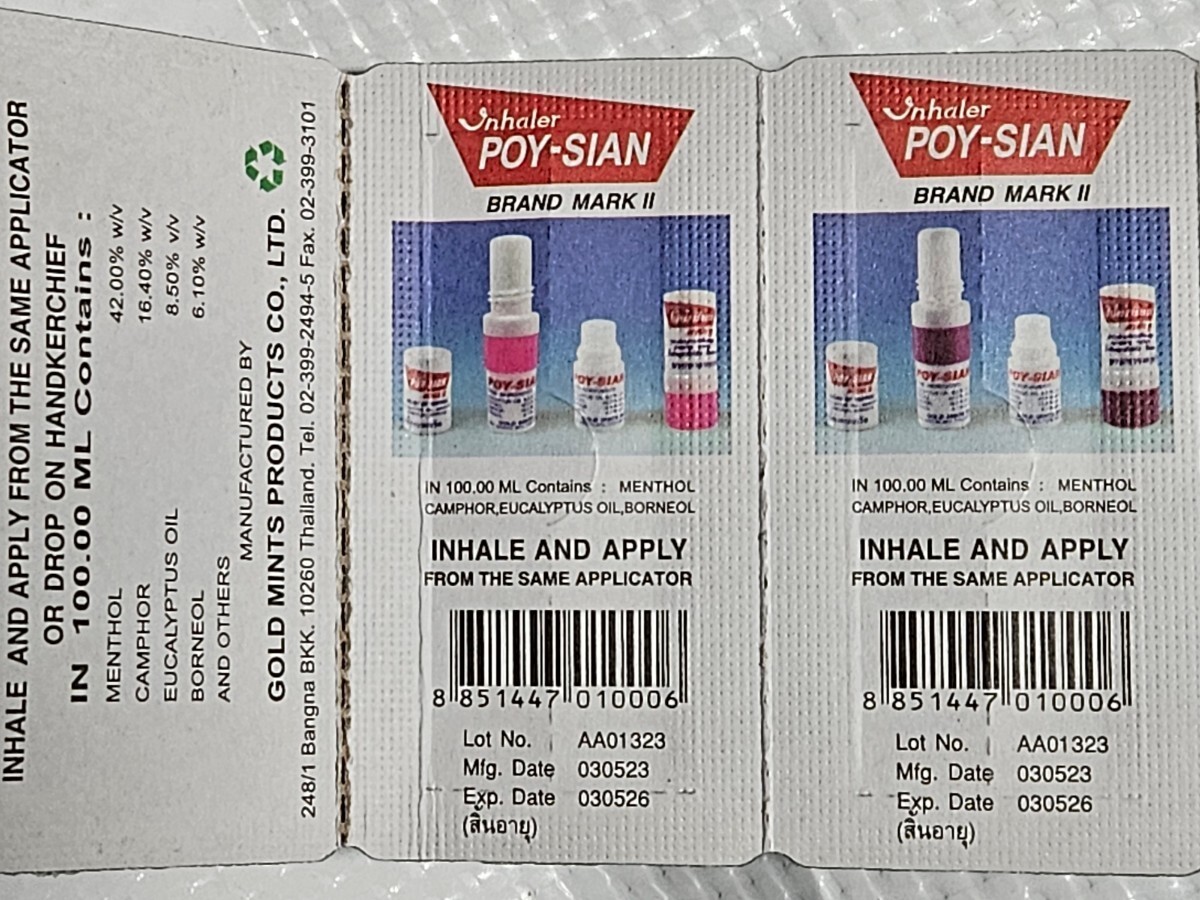 INHALE AND APPLY FROM THE SAME APPLICATOR
OR DROP ON HANDKERCHIEF
IN 100.00 ML Contains :
MENTHOL 42.00% w/v
CAMPHOR 16.40% w/v
EUCALYPTUS OIL 8.50% v/v
BORNEOL 6.10% w/v
AND OTHERS
MANUFACTURED BY
GOLD MINTS PRODUCTS CO., LTD.
248/1 Bangna BKK. 10260 Thailand. Tel. 02-399-2494-5 Fax. 02-399-3101
Inhaler
POY-SIAN
BRAND MARK II
POY-SIAN
POY-SIAN
IN 100.00 ML Contains : MENTHOL
CAMPHOR,EUCALYPTUS OIL,BORNEOL
INHALE AND APPLY
FROM THE SAME APPLICATOR
8 851447 010006
Lot No. AA01323
Mfg. Date 030523
Exp. Date 030526
(สิ้นอายุ)
Inhaler
POY-SIAN
BRAND MARK II
POY-SIAN
POY-SIAN
IN 100.00 ML Contains : MENTHOL
CAMPHOR,EUCALYPTUS OIL,BORNEOL
INHALE AND APPLY
FROM THE SAME APPLICATOR
8 851447 010006
Lot No. AA01323
Mfg. Date 030523
Exp. Date 030526
(สิ้นอายุ)